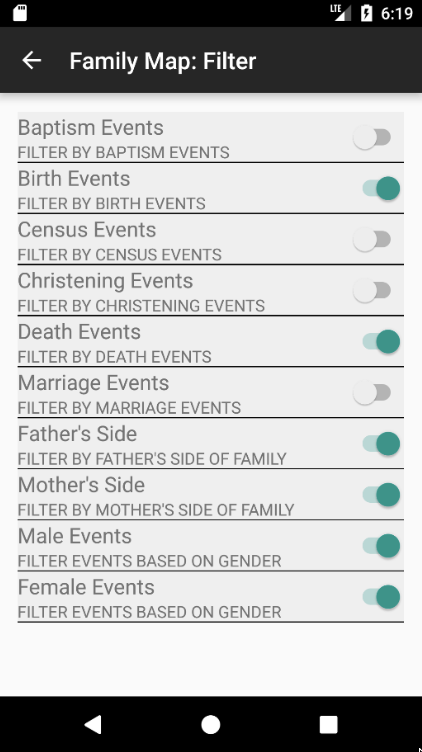 LTE 6:19
Family Map: Filter
Baptism Events
FILTER BY BAPTISM EVENTS
Birth Events
FILTER BY BIRTH EVENTS
Census Events
FILTER BY CENSUS EVENTS
Christening Events
FILTER BY CHRISTENING EVENTS
Death Events
FILTER BY DEATH EVENTS
Marriage Events
FILTER BY MARRIAGE EVENTS
Father's Side
FILTER BY FATHER'S SIDE OF FAMILY
Mother's Side
FILTER BY MOTHER'S SIDE OF FAMILY
Male Events
FILTER EVENTS BASED ON GENDER
Female Events
FILTER EVENTS BASED ON GENDER